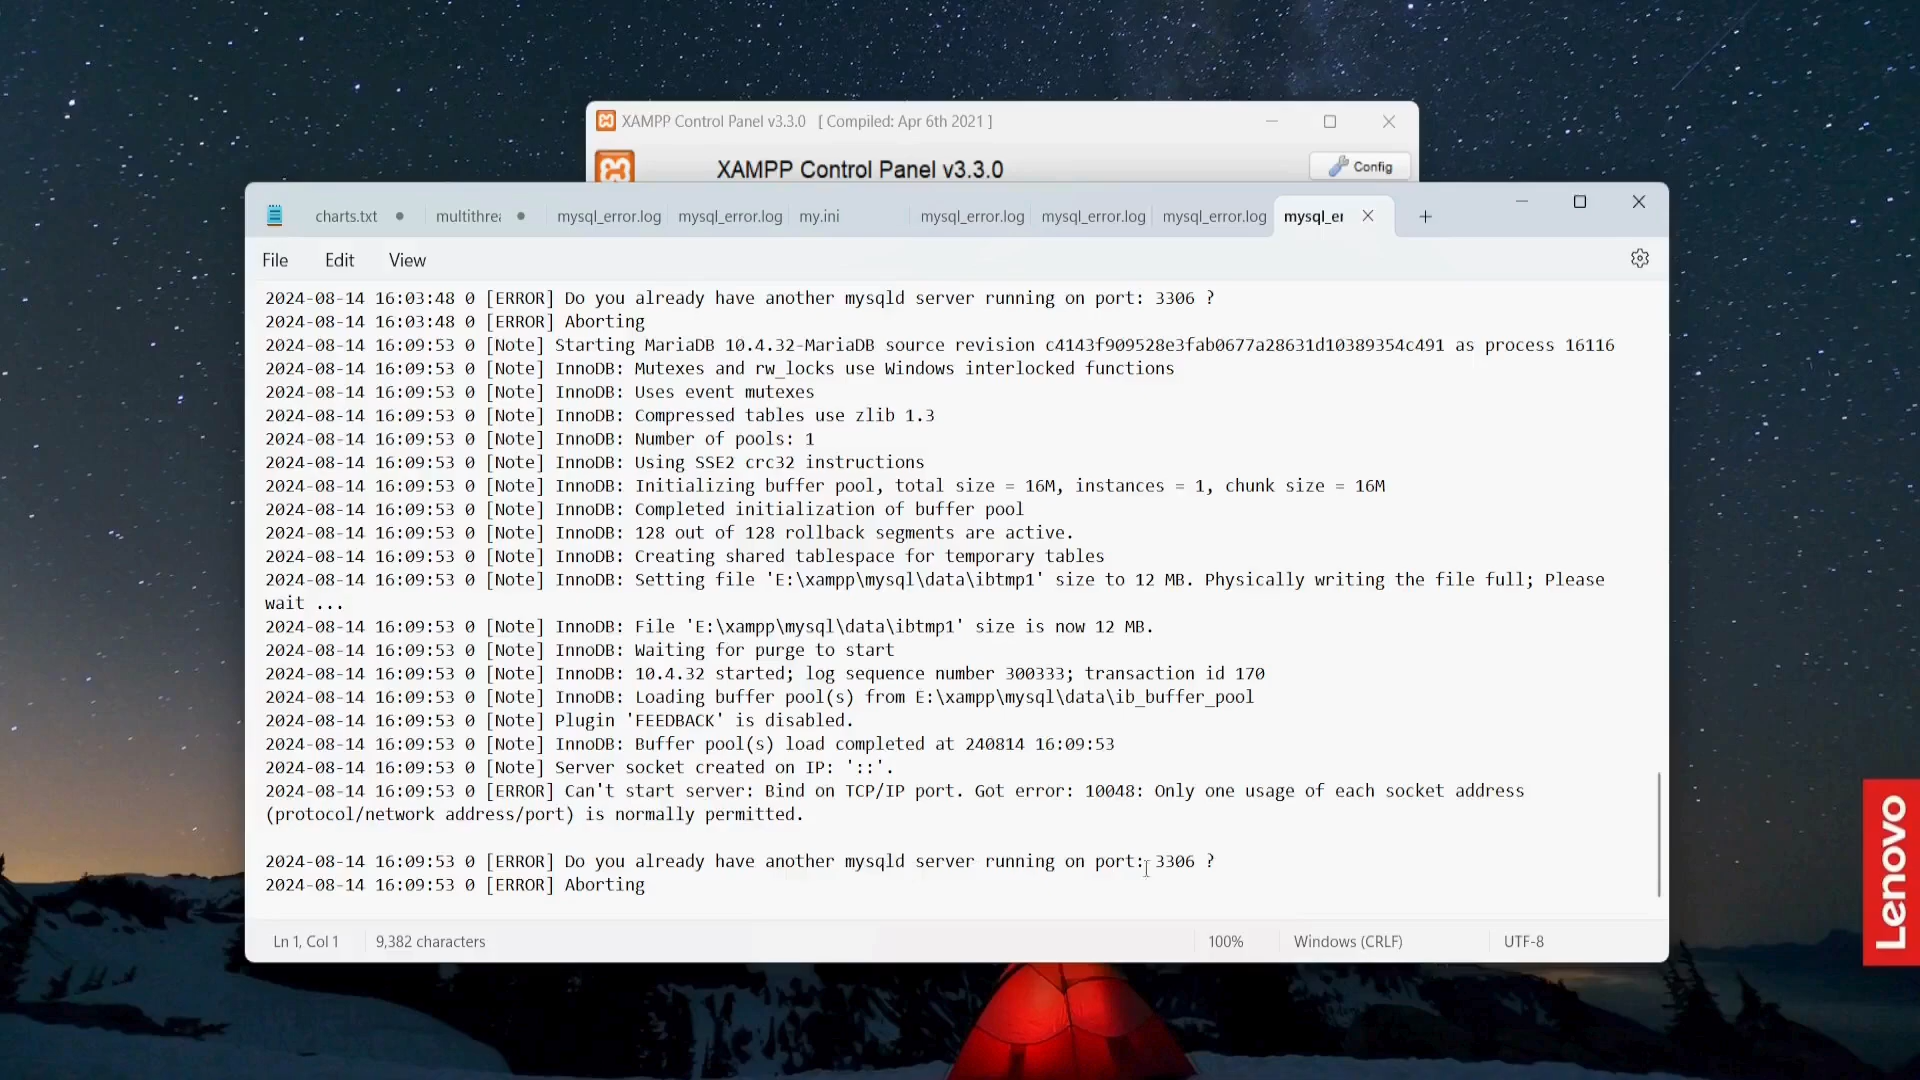 XAMPP Control Panel v3.3.0 [ Compiled: Apr 6th 2021 ]
XAMPP Control Panel v3.3.0
Config
charts.txt
multithre
mysql_error.log
mysql_error.log
my.ini
mysql_error.log
mysql_error.log
mysql_error.log
mysql_er
File
Edit
View
2024-08-14 16:03:48 0 [ERROR] Do you already have another mysqld server running on port: 3306 ?
2024-08-14 16:03:48 0 [ERROR] Aborting
2024-08-14 16:09:53 0 [Note] Starting MariaDB 10.4.32-MariaDB source revision c4143f909528e3fab0677a28631d10389354c491 as process 16116
2024-08-14 16:09:53 0 [Note] InnoDB: Mutexes and rw_locks use Windows interlocked functions
2024-08-14 16:09:53 0 [Note] InnoDB: Uses event mutexes
2024-08-14 16:09:53 0 [Note] InnoDB: Compressed tables use zlib 1.3
2024-08-14 16:09:53 0 [Note] InnoDB: Number of pools: 1
2024-08-14 16:09:53 0 [Note] InnoDB: Using SSE2 crc32 instructions
2024-08-14 16:09:53 0 [Note] InnoDB: Initializing buffer pool, total size = 16M, instances = 1, chunk size = 16M
2024-08-14 16:09:53 0 [Note] InnoDB: Completed initialization of buffer pool
2024-08-14 16:09:53 0 [Note] InnoDB: 128 out of 128 rollback segments are active.
2024-08-14 16:09:53 0 [Note] InnoDB: Creating shared tablespace for temporary tables
2024-08-14 16:09:53 0 [Note] InnoDB: Setting file 'E:\xampp\mysql\data\ibtmp1' size to 12 MB. Physically writing the file full; Please
wait ...
2024-08-14 16:09:53 0 [Note] InnoDB: File 'E:\xampp\mysql\data\ibtmp1' size is now 12 MB.
2024-08-14 16:09:53 0 [Note] InnoDB: Waiting for purge to start
2024-08-14 16:09:53 0 [Note] InnoDB: 10.4.32 started; log sequence number 300333; transaction id 170
2024-08-14 16:09:53 0 [Note] InnoDB: Loading buffer pool(s) from E:\xampp\mysql\data\ib_buffer_pool
2024-08-14 16:09:53 0 [Note] Plugin 'FEEDBACK' is disabled.
2024-08-14 16:09:53 0 [Note] InnoDB: Buffer pool(s) load completed at 240814 16:09:53
2024-08-14 16:09:53 0 [Note] Server socket created on IP: '::'.
2024-08-14 16:09:53 0 [ERROR] Can't start server: Bind on TCP/IP port. Got error: 10048: Only one usage of each socket address
(protocol/network address/port) is normally permitted.
2024-08-14 16:09:53 0 [ERROR] Do you already have another mysqld server running on port: 3306 ?
2024-08-14 16:09:53 0 [ERROR] Aborting
Ln 1, Col 1
9,382 characters
100%
Windows (CRLF)
UTF-8
Lenovo